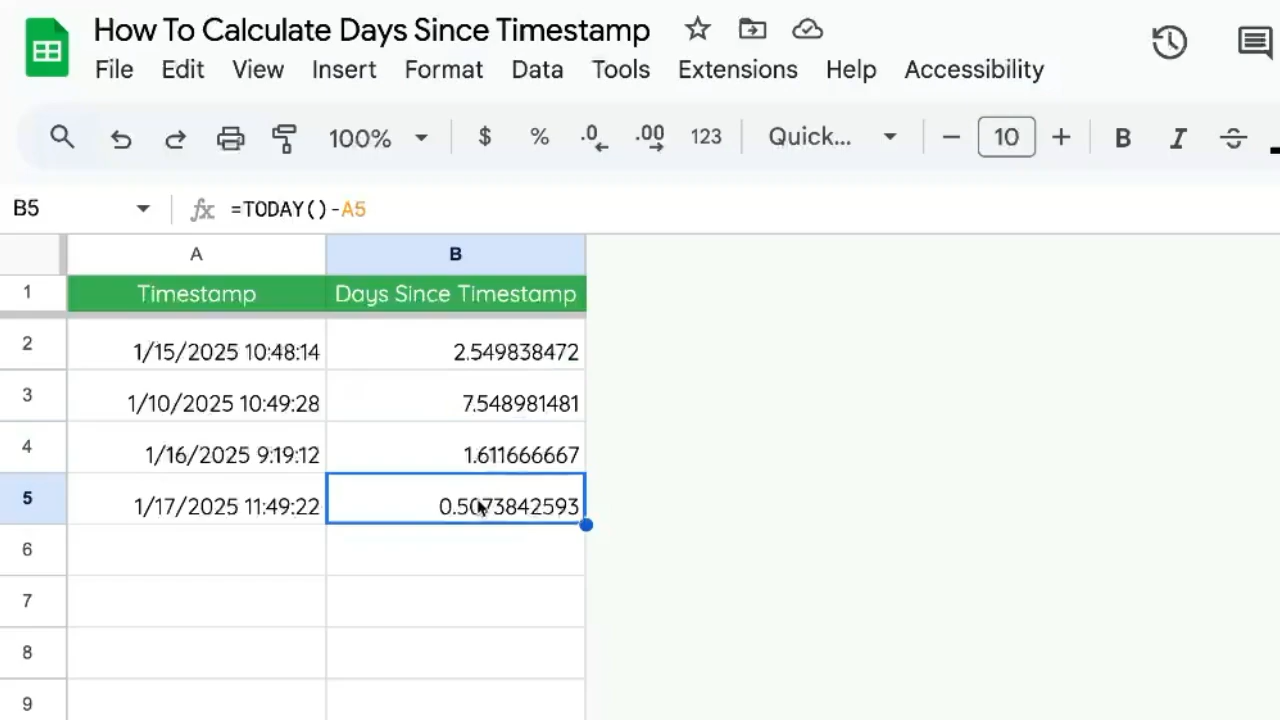 How To Calculate Days Since Timestamp
File Edit View Insert Format Data Tools Extensions Help Accessibility
100% $ % .0 .00 123 Quick... 10 B I S
B5 fx =TODAY()-A5
A B
1 Timestamp Days Since Timestamp
2 1/15/2025 10:48:14 2.549838472
3 1/10/2025 10:49:28 7.548981481
4 1/16/2025 9:19:12 1.611666667
5 1/17/2025 11:49:22 0.5073842593
6
7
8
9